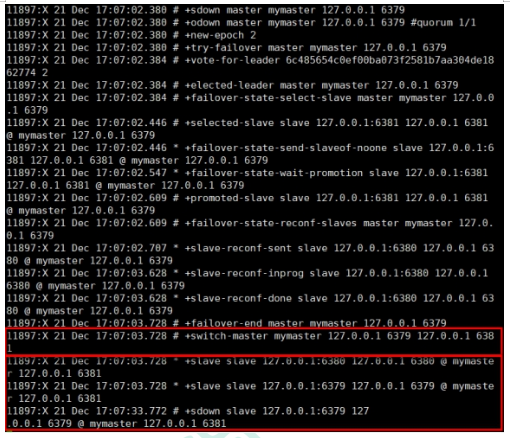 11897:X 21 Dec 17:07:02.380 # +sdown master mymaster 127.0.0.1 6379
11897:X 21 Dec 17:07:02.380 # +odown master mymaster 127.0.0.1 6379 #quorum 1/1
11897:X 21 Dec 17:07:02.380 # +new-epoch 2
11897:X 21 Dec 17:07:02.380 # +try-failover master mymaster 127.0.0.1 6379
11897:X 21 Dec 17:07:02.384 # +vote-for-leader 6c485654c0ef00ba073f2581b7aa304de18
62774 2
11897:X 21 Dec 17:07:02.384 # +elected-leader master mymaster 127.0.0.1 6379
11897:X 21 Dec 17:07:02.384 # +failover-state-select-slave master mymaster 127.0.0
.1 6379
11897:X 21 Dec 17:07:02.446 # +selected-slave slave 127.0.0.1:6381 127.0.0.1 6381
@ mymaster 127.0.0.1 6379
11897:X 21 Dec 17:07:02.446 * +failover-state-send-slaveof-noone slave 127.0.0.1:6
381 127.0.0.1 6381 @ mymaster 127.0.0.1 6379
11897:X 21 Dec 17:07:02.547 * +failover-state-wait-promotion slave 127.0.0.1:6381
127.0.0.1 6381 @ mymaster 127.0.0.1 6379
11897:X 21 Dec 17:07:02.609 # +promoted-slave slave 127.0.0.1:6381 127.0.0.1 6381
@ mymaster 127.0.0.1 6379
11897:X 21 Dec 17:07:02.609 # +failover-state-reconf-slaves master mymaster 127.0.
0.1 6379
11897:X 21 Dec 17:07:02.707 * +slave-reconf-sent slave 127.0.0.1:6380 127.0.0.1 63
80 @ mymaster 127.0.0.1 6379
11897:X 21 Dec 17:07:03.628 * +slave-reconf-inprog slave 127.0.0.1:6380 127.0.0.1
6380 @ mymaster 127.0.0.1 6379
11897:X 21 Dec 17:07:03.628 * +slave-reconf-done slave 127.0.0.1:6380 127.0.0.1 63
80 @ mymaster 127.0.0.1 6379
11897:X 21 Dec 17:07:03.728 # +failover-end master mymaster 127.0.0.1 6379
11897:X 21 Dec 17:07:03.728 # +switch-master mymaster 127.0.0.1 6379 127.0.0.1 638
1
11897:X 21 Dec 17:07:03.728 * +slave slave 127.0.0.1:6380 127.0.0.1 6380 @ mymaste
r 127.0.0.1 6381
11897:X 21 Dec 17:07:03.728 * +slave slave 127.0.0.1:6379 127.0.0.1 6379 @ mymaste
r 127.0.0.1 6381
11897:X 21 Dec 17:07:33.772 # +sdown slave 127.0.0.1:6379 127
.0.0.1 6379 @ mymaster 127.0.0.1 6381